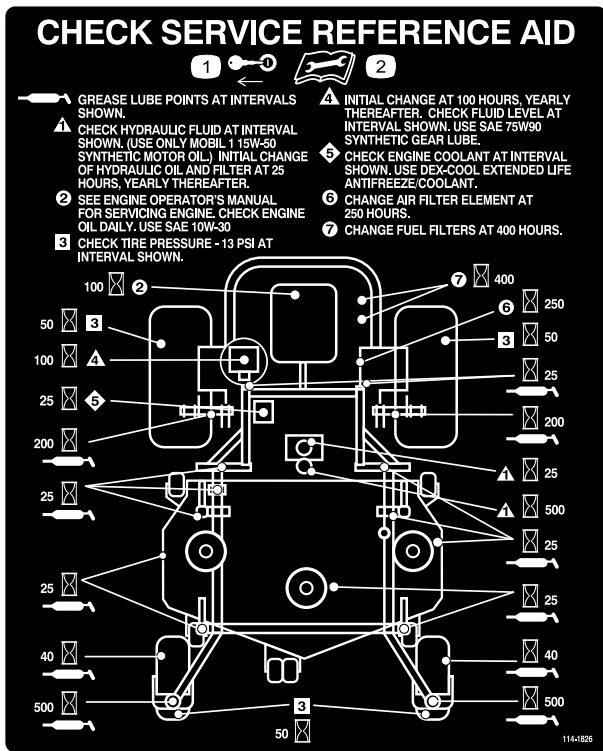 CHECK SERVICE REFERENCE AID
1
2
GREASE LUBE POINTS AT INTERVALS
SHOWN.
1 CHECK HYDRAULIC FLUID AT INTERVAL
SHOWN. (USE ONLY MOBIL 1 15W-50
SYNTHETIC MOTOR OIL.) INITIAL CHANGE
OF HYDRAULIC OIL AND FILTER AT 25
HOURS, YEARLY THEREAFTER.
2 SEE ENGINE OPERATOR'S MANUAL
FOR SERVICING ENGINE. CHECK ENGINE
OIL DAILY. USE SAE 10W-30
3 CHECK TIRE PRESSURE - 13 PSI AT
INTERVAL SHOWN.
4 INITIAL CHANGE AT 100 HOURS, YEARLY
THEREAFTER. CHECK FLUID LEVEL AT
INTERVAL SHOWN. USE SAE 75W90
SYNTHETIC GEAR LUBE.
5 CHECK ENGINE COOLANT AT INTERVAL
SHOWN. USE DEX-COOL EXTENDED LIFE
ANTIFREEZE/COOLANT.
6 CHANGE AIR FILTER ELEMENT AT
250 HOURS.
7 CHANGE FUEL FILTERS AT 400 HOURS.
100 2
7 400
6 250
50 3
3 50
100 4
25
25 5
200
200
1 25
25
1 500
25
25
25
40
40
500
500
3
50
114-1826